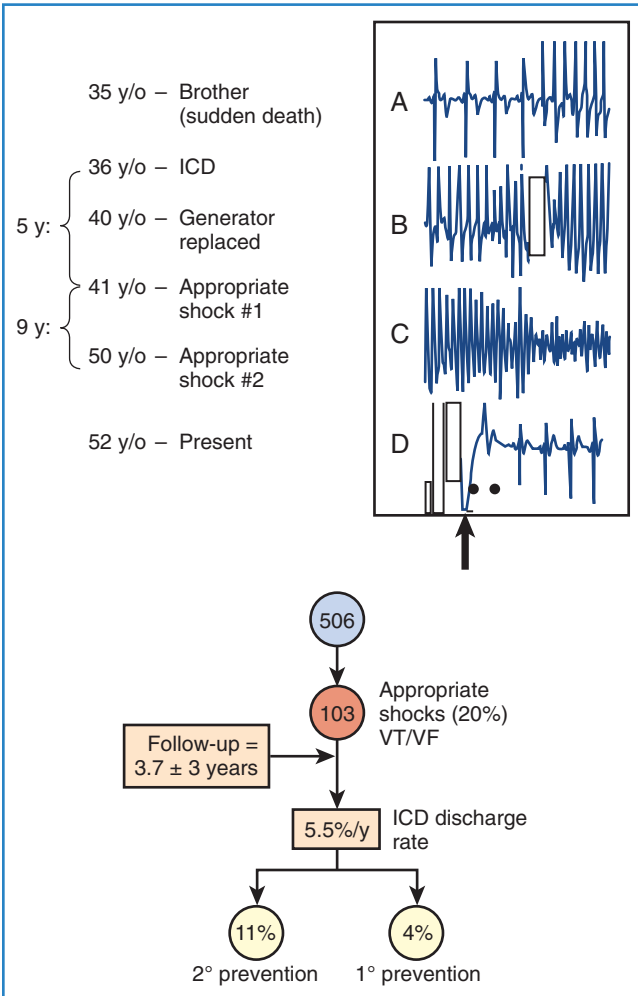 35 y/o – Brother
(sudden death)
36 y/o – ICD
5 y:
40 y/o – Generator
replaced
41 y/o – Appropriate
shock #1
9 y:
50 y/o – Appropriate
shock #2
52 y/o – Present
A
B
C
D
506
103
Appropriate
shocks (20%)
VT/VF
Follow-up =
3.7 ± 3 years
5.5%/y
ICD discharge
rate
11%
4%
2° prevention
1° prevention